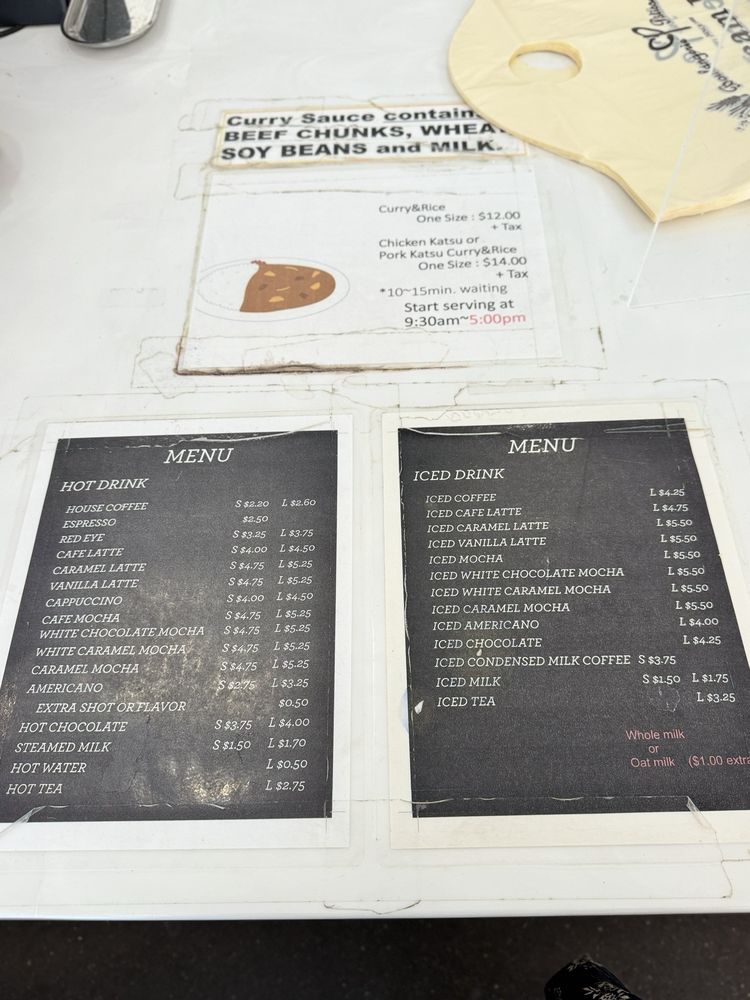 Curry Sauce contain
BEEF CHUNKS, WHEA
SOY BEANS and MILK.
Curry&Rice
One Size : $12.00
+ Tax
Chicken Katsu or
Pork Katsu Curry&Rice
One Size : $14.00
+ Tax
*10~15min. waiting
Start serving at
9:30am~5:00pm
MENU
HOT DRINK
HOUSE COFFEE S $2.20 L $2.60
ESPRESSO $2.50
RED EYE S $3.25 L $3.75
CAFE LATTE S $4.00 L $4.50
CARAMEL LATTE S $4.75 L $5.25
VANILLA LATTE S $4.75 L $5.25
CAPPUCCINO S $4.00 L $4.50
CAFE MOCHA S $4.75 L $5.25
WHITE CHOCOLATE MOCHA S $4.75 L $5.25
WHITE CARAMEL MOCHA S $4.75 L $5.25
CARAMEL MOCHA S $4.75 L $5.25
AMERICANO S $2.75 L $3.25
EXTRA SHOT OR FLAVOR $0.50
HOT CHOCOLATE S $3.75 L $4.00
STEAMED MILK S $1.50 L $1.70
HOT WATER L $0.50
HOT TEA L $2.75
MENU
ICED DRINK
ICED COFFEE L $4.25
ICED CAFE LATTE L $4.75
ICED CARAMEL LATTE L $5.50
ICED VANILLA LATTE L $5.50
ICED MOCHA L $5.50
ICED WHITE CHOCOLATE MOCHA L $5.50
ICED WHITE CARAMEL MOCHA L $5.50
ICED CARAMEL MOCHA L $5.50
ICED AMERICANO L $4.00
ICED CHOCOLATE L $4.25
ICED CONDENSED MILK COFFEE S $3.75
ICED MILK S $1.50 L $1.75
ICED TEA L $3.25
Whole milk
or
Oat milk ($1.00 extra